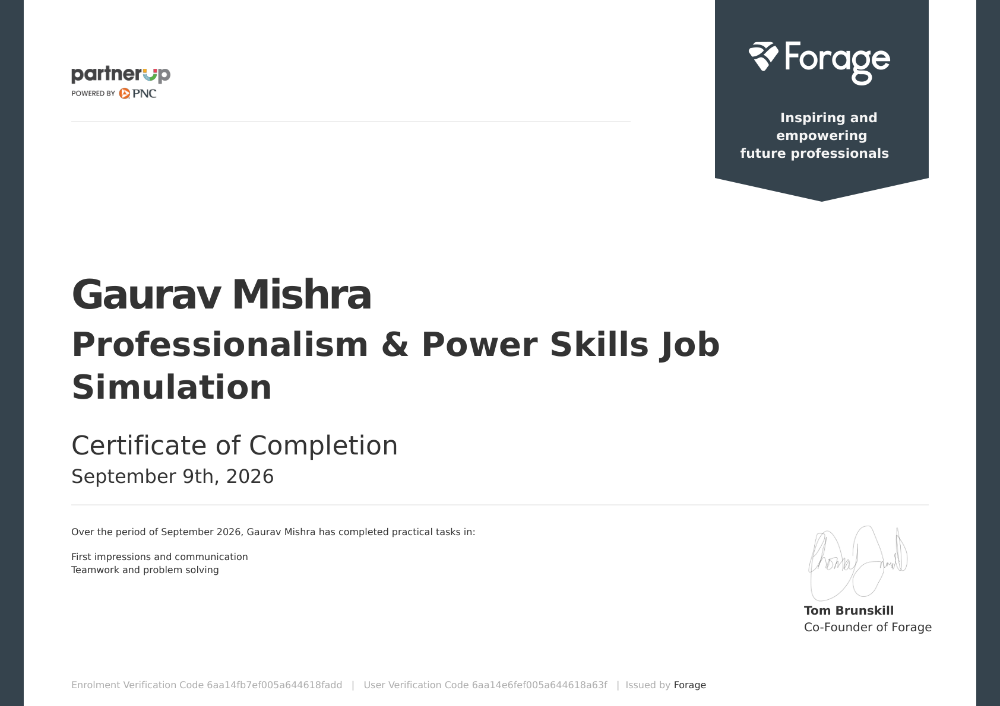 partnerup
POWERED BY PNC
Forage
Inspiring and
empowering
future professionals
Gaurav Mishra
Professionalism & Power Skills Job
Simulation
Certificate of Completion
September 9th, 2026
Over the period of September 2026, Gaurav Mishra has completed practical tasks in:
First impressions and communication
Teamwork and problem solving
Tom Brunskill
Co-Founder of Forage
Enrolment Verification Code 6aa14fb7ef005a644618fadd | User Verification Code 6aa14e6fef005a644618a63f | Issued by Forage